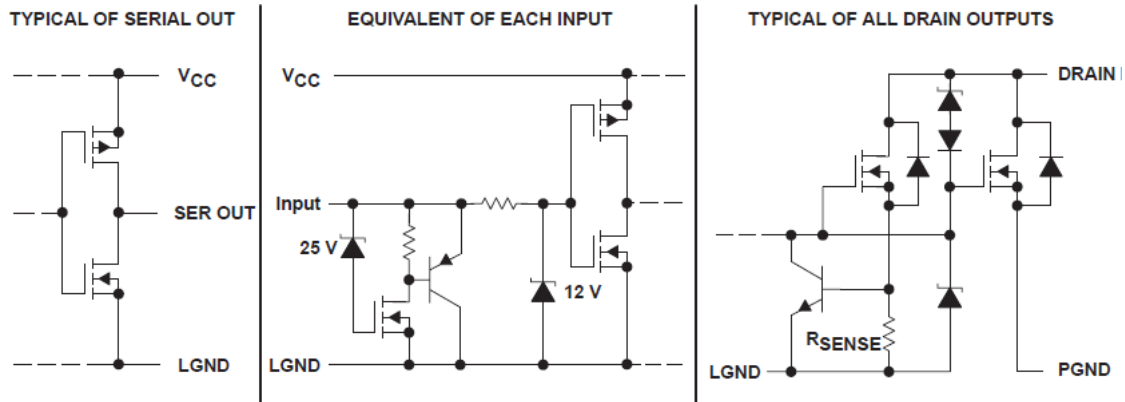 TYPICAL OF SERIAL OUT
VCC
SER OUT
LGND
EQUIVALENT OF EACH INPUT
VCC
Input
25 V
12 V
LGND
TYPICAL OF ALL DRAIN OUTPUTS
DRAIN
RSENSE
LGND
PGND